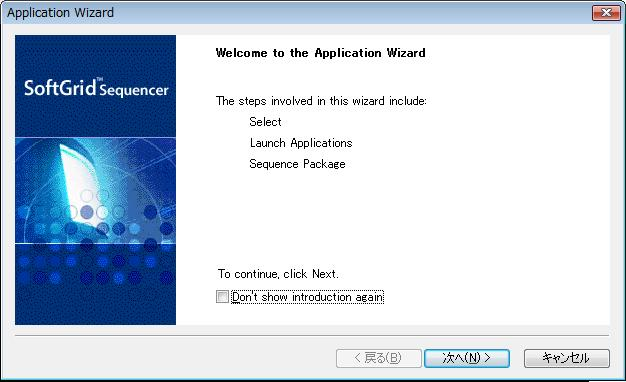 Application Wizard
SoftGrid™ Sequencer
Welcome to the Application Wizard
The steps involved in this wizard include:
Select
Launch Applications
Sequence Package
To continue, click Next.
Don't show introduction again
< 戻る(B)
次へ(N) >
キャンセル